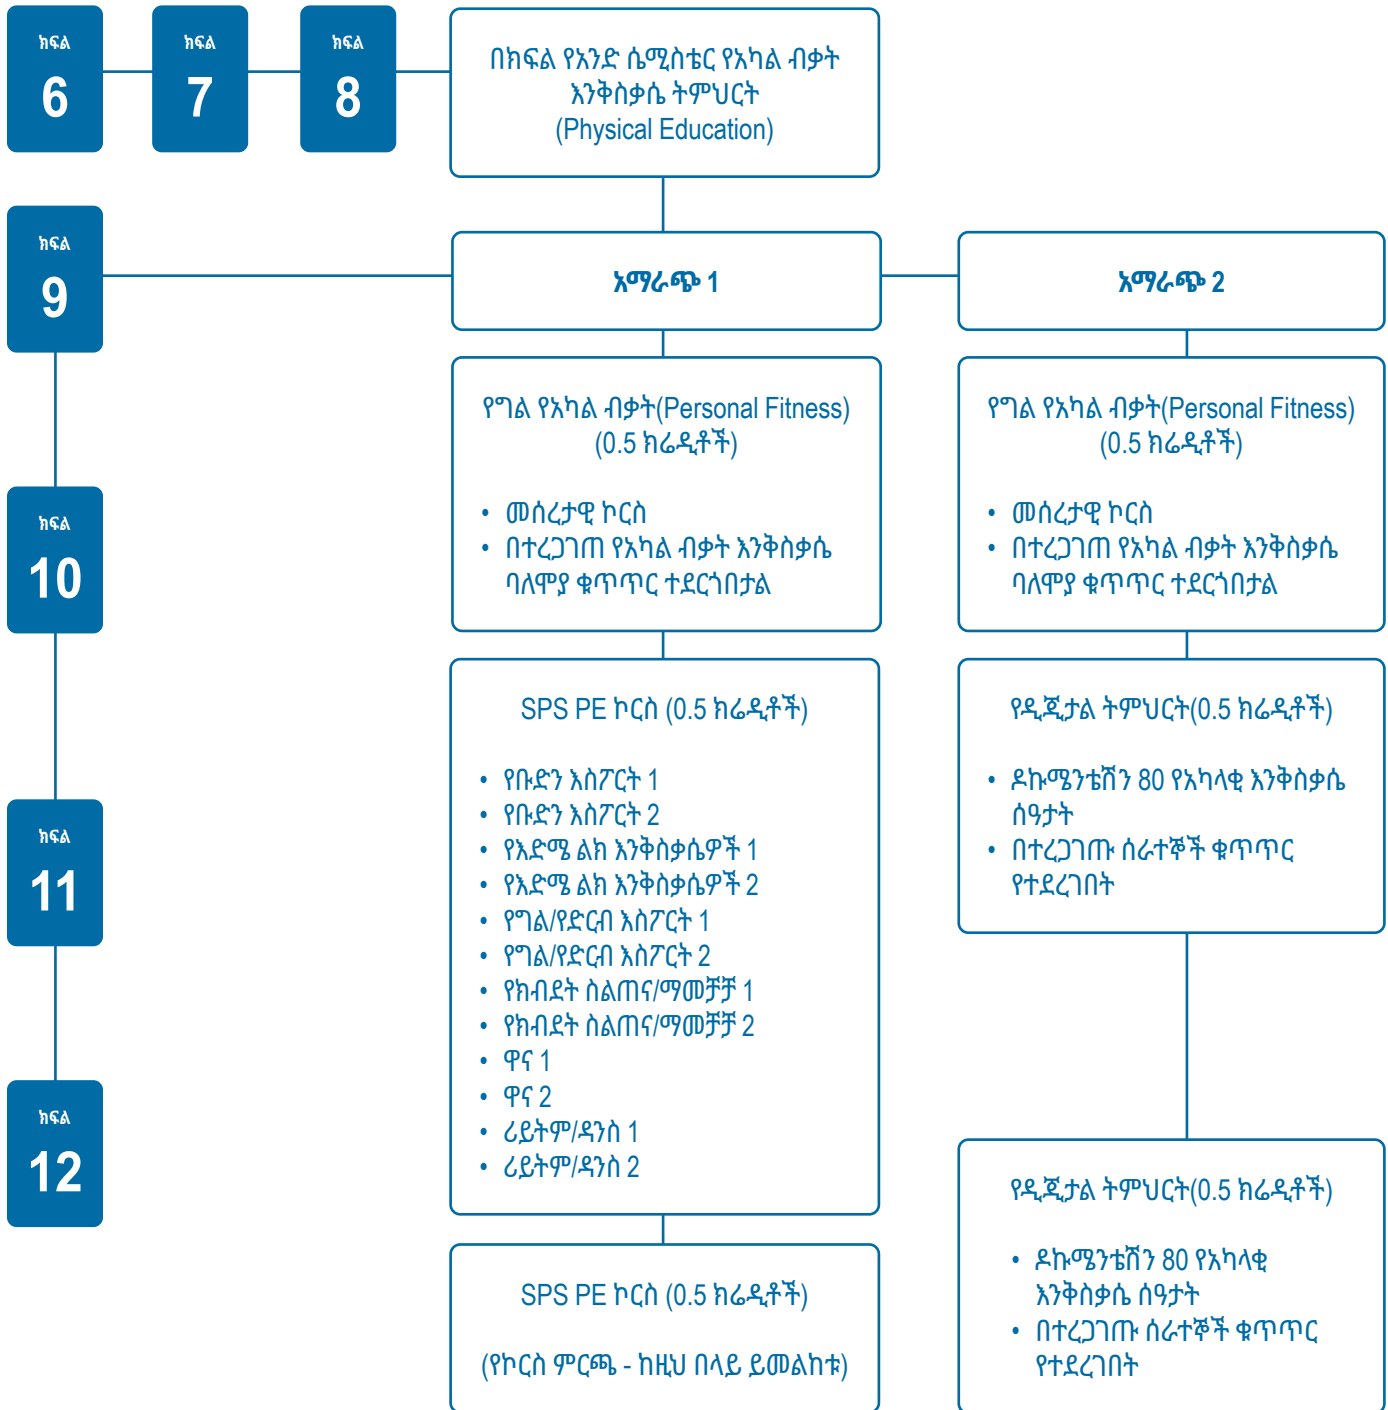 ክፍል
6
ክፍል
7
ክፍል
8
በክፍል የአንድ ሴሚስቴር የአካል ብቃት
እንቅስቃሴ ትምህርት
(Physical Education)
ክፍል
9
አማራጭ 1
አማራጭ 2
የግል የአካል ብቃት(Personal Fitness)
(0.5 ክሬዲቶች)
• መሰረታዊ ኮርስ
• በተረጋገጠ የአካል ብቃት እንቅስቃሴ
ባለሞያ ቁጥጥር ተደርጎበታል
የግል የአካል ብቃት(Personal Fitness)
(0.5 ክሬዲቶች)
• መሰረታዊ ኮርስ
• በተረጋገጠ የአካል ብቃት እንቅስቃሴ
ባለሞያ ቁጥጥር ተደርጎበታል
ክፍል
10
SPS PE ኮርስ (0.5 ክሬዲቶች)
• የቡድን እስፖርት 1
• የቡድን እስፖርት 2
• የእድሜ ልክ እንቅስቃሴዎች 1
• የእድሜ ልክ እንቅስቃሴዎች 2
• የግል/የድርብ እስፖርት 1
• የግል/የድርብ እስፖርት 2
• የክብደት ስልጠና/ማመቻቻ 1
• የክብደት ስልጠና/ማመቻቻ 2
• ዋና 1
• ዋና 2
• ሪይትም/ዳንስ 1
• ሪይትም/ዳንስ 2
የዲጂታል ትምህርት(0.5 ክሬዲቶች)
• ዶኩሜንቴሽን 80 የአካላቂ እንቅስቃሴ
ሰዓታት
• በተረጋገጡ ሰራተኞች ቁጥጥር
የተደረገበት
ክፍል
11
ክፍል
12
SPS PE ኮርስ (0.5 ክሬዲቶች)
(የኮርስ ምርጫ - ከዚህ በላይ ይመልከቱ)
የዲጂታል ትምህርት(0.5 ክሬዲቶች)
• ዶኩሜንቴሽን 80 የአካላቂ
እንቅስቃሴ ሰዓታት
• በተረጋገጡ ሰራተኞች ቁጥጥር
የተደረገበት